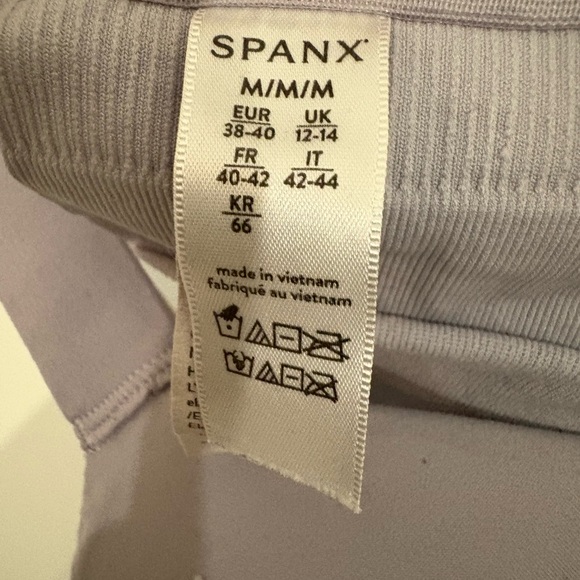 SPANX
M/M/M
EUR UK
38-40 12-14
FR IT
40-42 42-44
KR
66
made in vietnam
fabriqué au vietnam